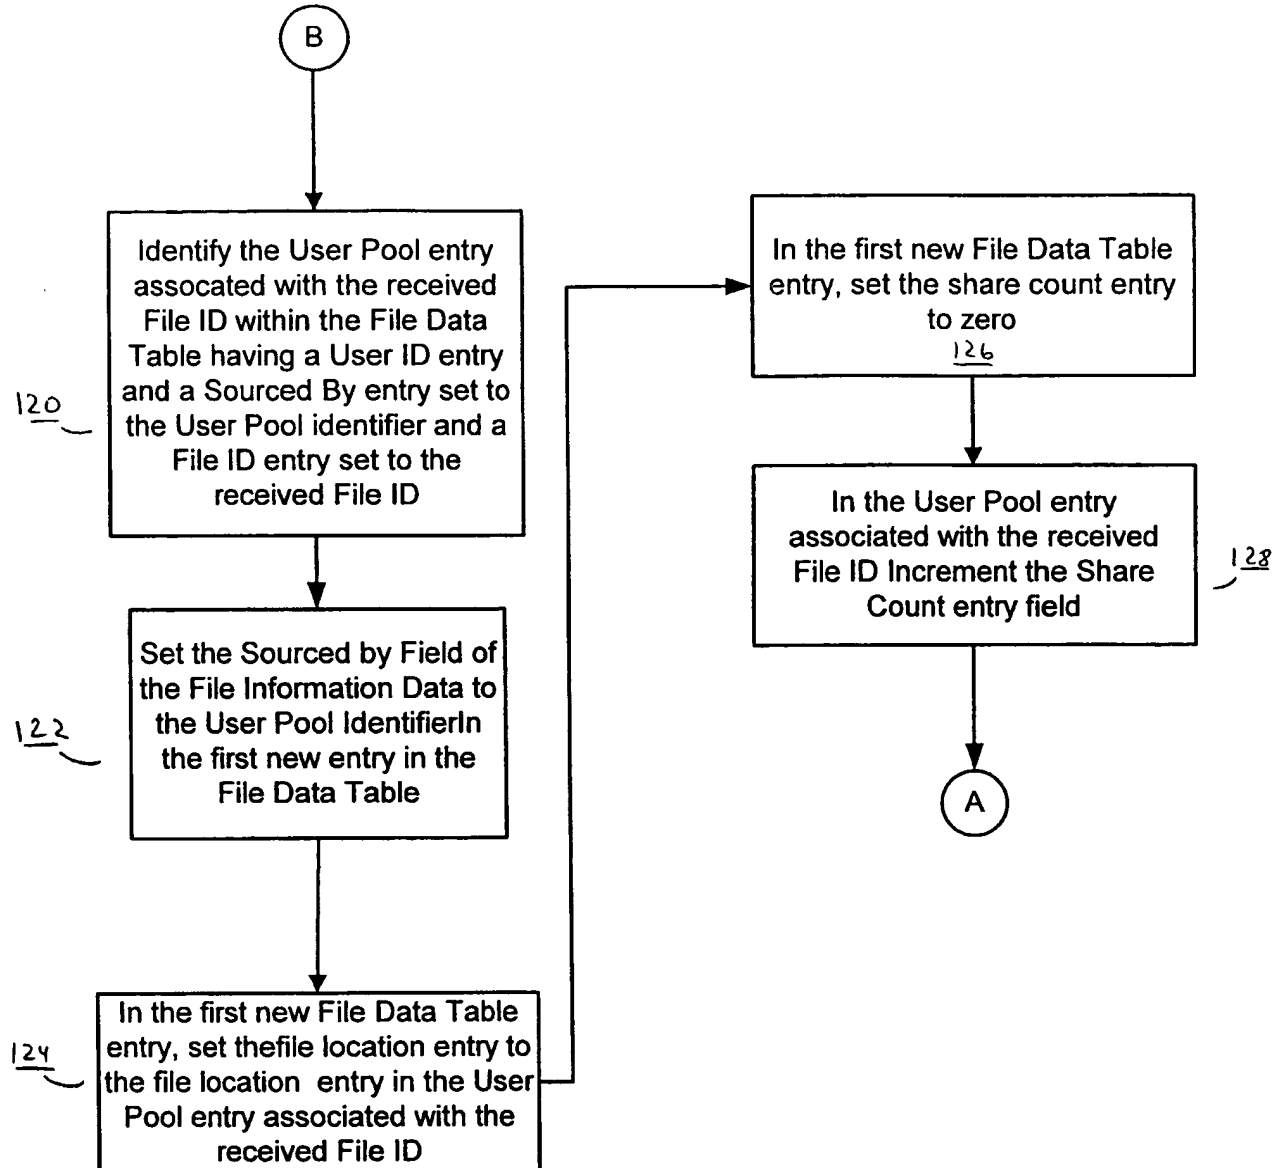 B
Identify the User Pool entry
assocated with the received
File ID within the File Data
Table having a User ID entry
and a Sourced By entry set to
the User Pool identifier and a
File ID entry set to the
received File ID
120
Set the Sourced by Field of
the File Information Data to
the User Pool IdentifierIn
the first new entry in the
File Data Table
122
In the first new File Data Table
entry, set thefile location entry to
the file location entry in the User
Pool entry associated with the
received File ID
124
In the first new File Data Table
entry, set the share count entry
to zero
126
In the User Pool entry
associated with the received
File ID Increment the Share
Count entry field
128
A